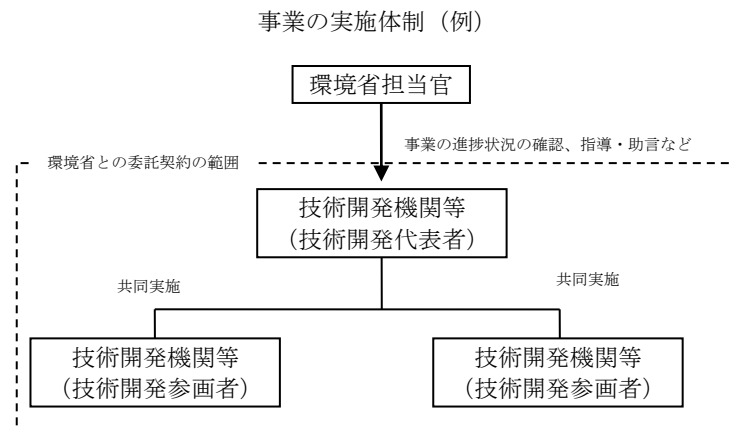 事業の実施体制（例）
環境省担当官
事業の進捗状況の確認、指導・助言など
環境省との委託契約の範囲
技術開発機関等
（技術開発代表者）
共同実施
共同実施
技術開発機関等
（技術開発参画者）
技術開発機関等
（技術開発参画者）